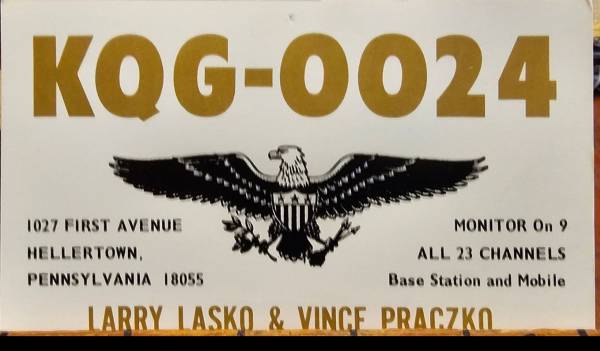 KQG-0024
1027 FIRST AVENUE
HELLERTOWN,
PENNSYLVANIA 18055
MONITOR On 9
ALL 23 CHANNELS
Base Station and Mobile
LARRY LASKO & VINCE PRACZKO